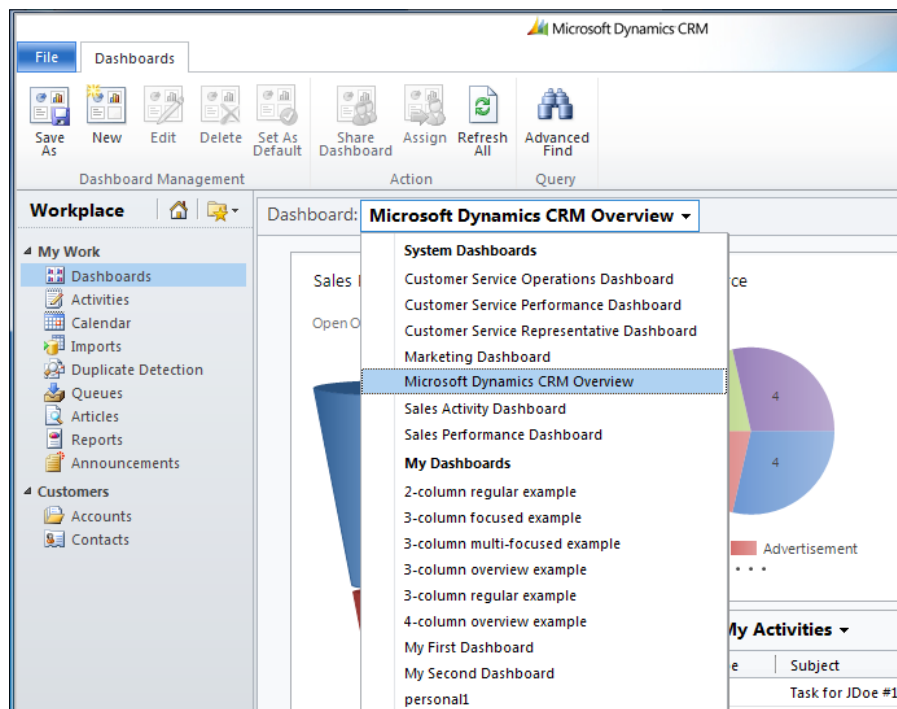 Microsoft Dynamics CRM
File Dashboards
Save As New Edit Delete Set As Default Share Dashboard Assign Refresh All Advanced Find
Dashboard Management Action Query
Workplace
Dashboard: Microsoft Dynamics CRM Overview
My Work
Dashboards
Activities
Calendar
Imports
Duplicate Detection
Queues
Articles
Reports
Announcements
Customers
Accounts
Contacts
System Dashboards
Customer Service Operations Dashboard
Customer Service Performance Dashboard
Customer Service Representative Dashboard
Marketing Dashboard
Microsoft Dynamics CRM Overview
Sales Activity Dashboard
Sales Performance Dashboard
My Dashboards
2-column regular example
3-column focused example
3-column multi-focused example
3-column overview example
3-column regular example
4-column overview example
My First Dashboard
My Second Dashboard
personal1
Sales
Open
4
4
Advertisement
My Activities
Subject
Task for JDoe #1